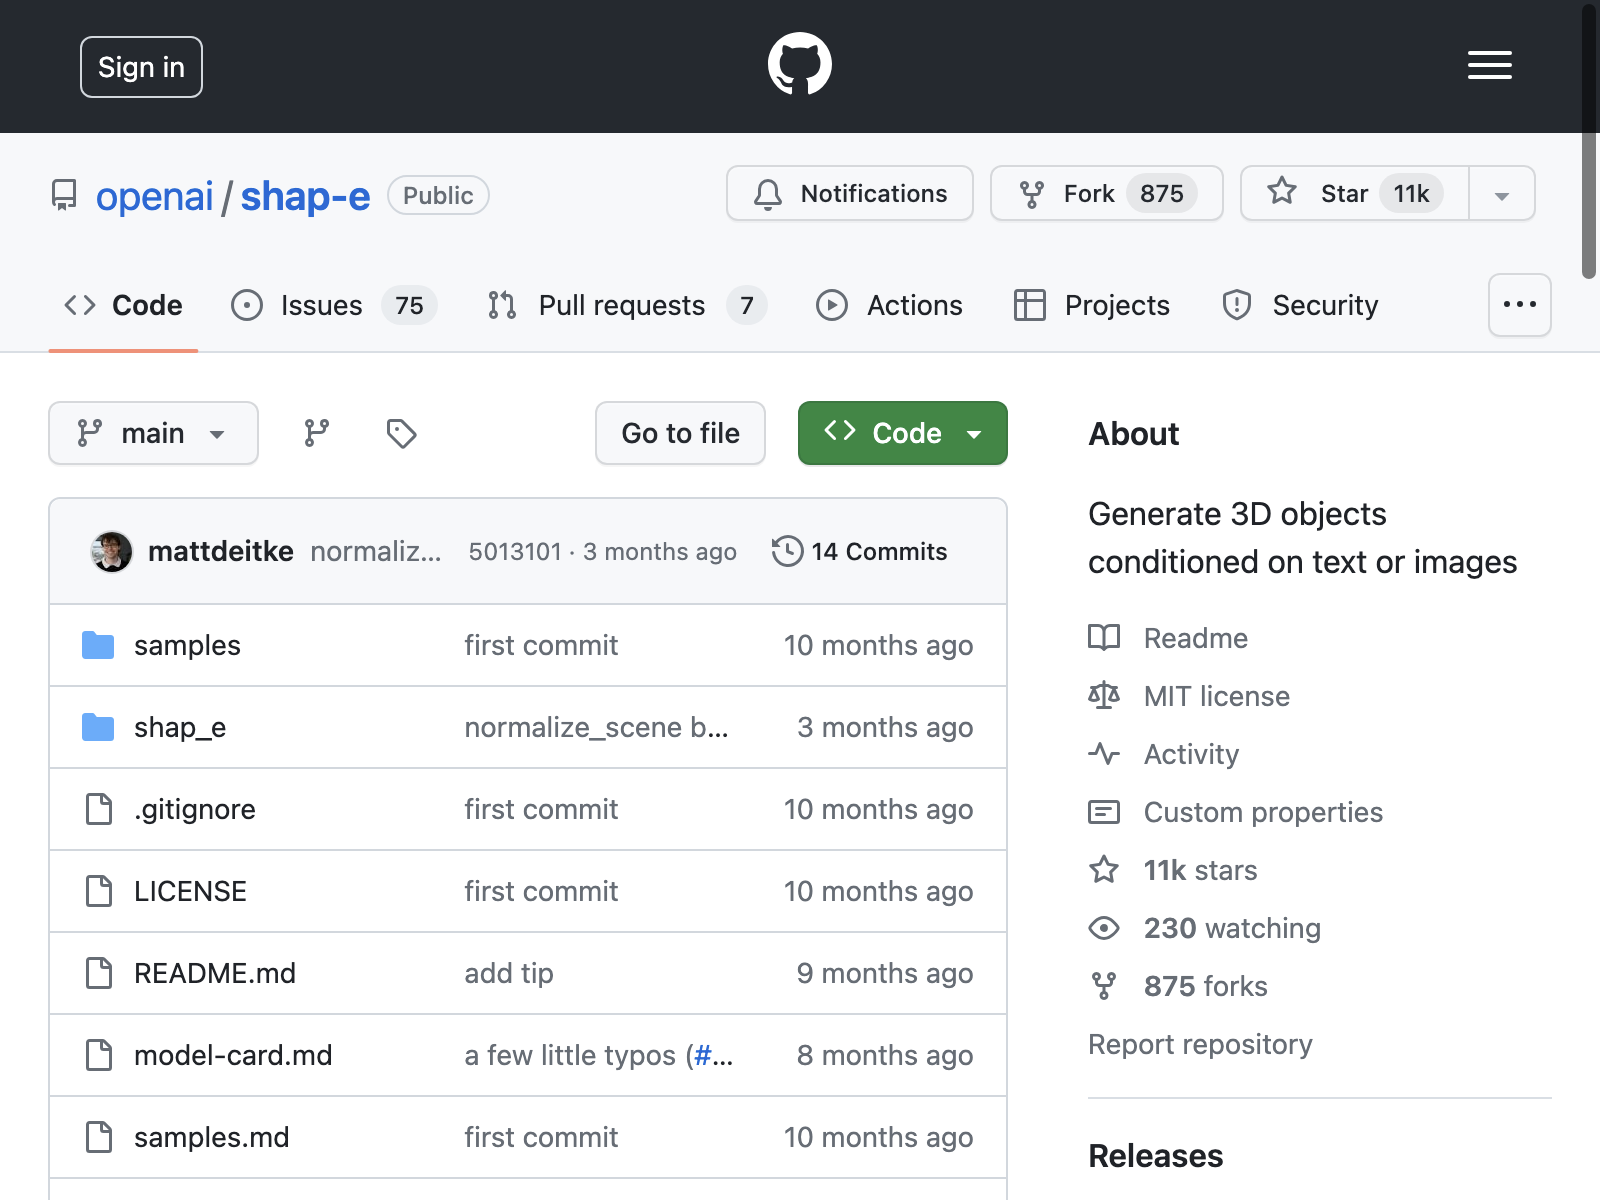 Sign in
openai / shap-e Public
Notifications Fork 875 Star 11k
Code Issues 75 Pull requests 7 Actions Projects Security
main Go to file Code
mattdeitke normaliz... 5013101 · 3 months ago 14 Commits
samples first commit 10 months ago
shap_e normalize_scene b... 3 months ago
.gitignore first commit 10 months ago
LICENSE first commit 10 months ago
README.md add tip 9 months ago
model-card.md a few little typos (#... 8 months ago
samples.md first commit 10 months ago
About
Generate 3D objects
conditioned on text or images
Readme
MIT license
Activity
Custom properties
11k stars
230 watching
875 forks
Report repository
Releases